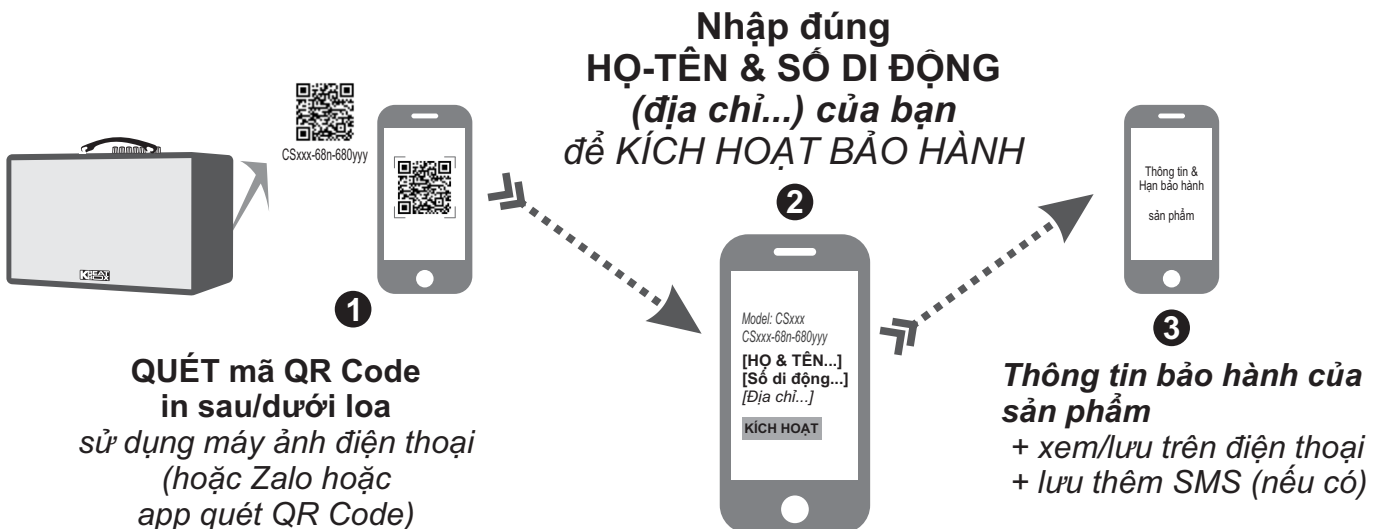 CSxxx-68n-680yyy
1
QUÉT mã QR Code
in sau/dưới loa
sử dụng máy ảnh điện thoại
(hoặc Zalo hoặc
app quét QR Code)
Nhập đúng
HỌ-TÊN & SỐ DI ĐỘNG
(địa chỉ...) của bạn
để KÍCH HOẠT BẢO HÀNH
2
Model: CSxxx
CSxxx-68n-680yyy
[HỌ & TÊN...]
[Số di động...]
[Địa chỉ...]
KÍCH HOẠT
Thông tin &
Hạn bảo hành
sản phẩm
3
Thông tin bảo hành của
sản phẩm
+ xem/lưu trên điện thoại
+ lưu thêm SMS (nếu có)